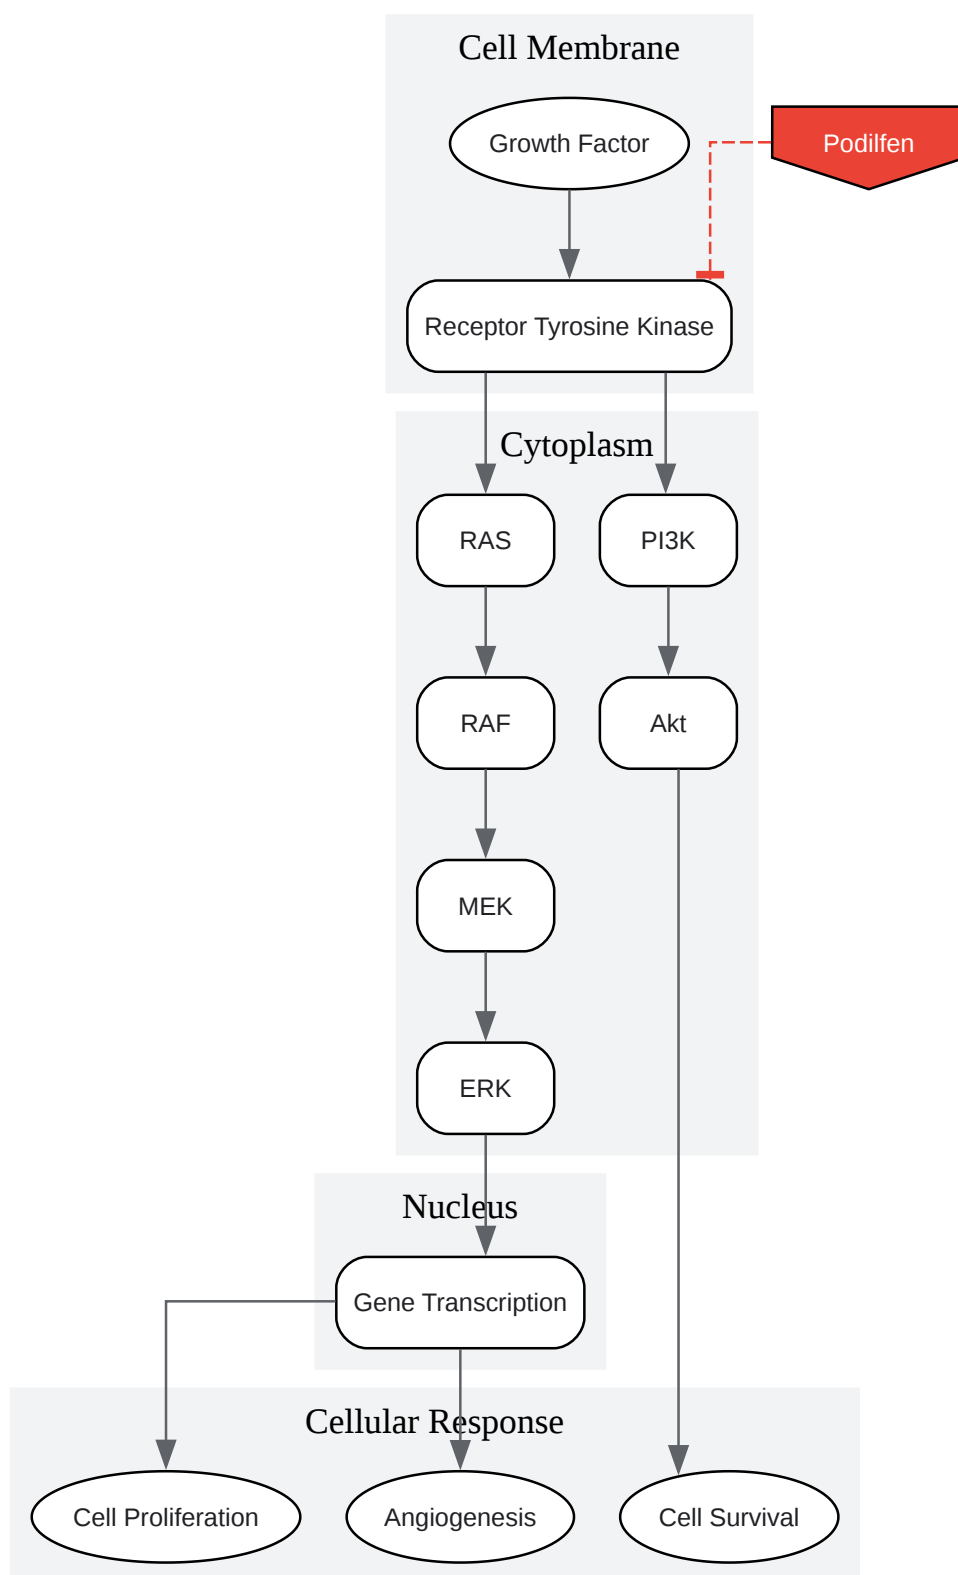 Cell Membrane
Growth Factor
Podilfen
Receptor Tyrosine Kinase
Cytoplasm
RAS
PI3K
RAF
Akt
MEK
ERK
Nucleus
Gene Transcription
Cellular Response
Cell Proliferation
Angiogenesis
Cell Survival